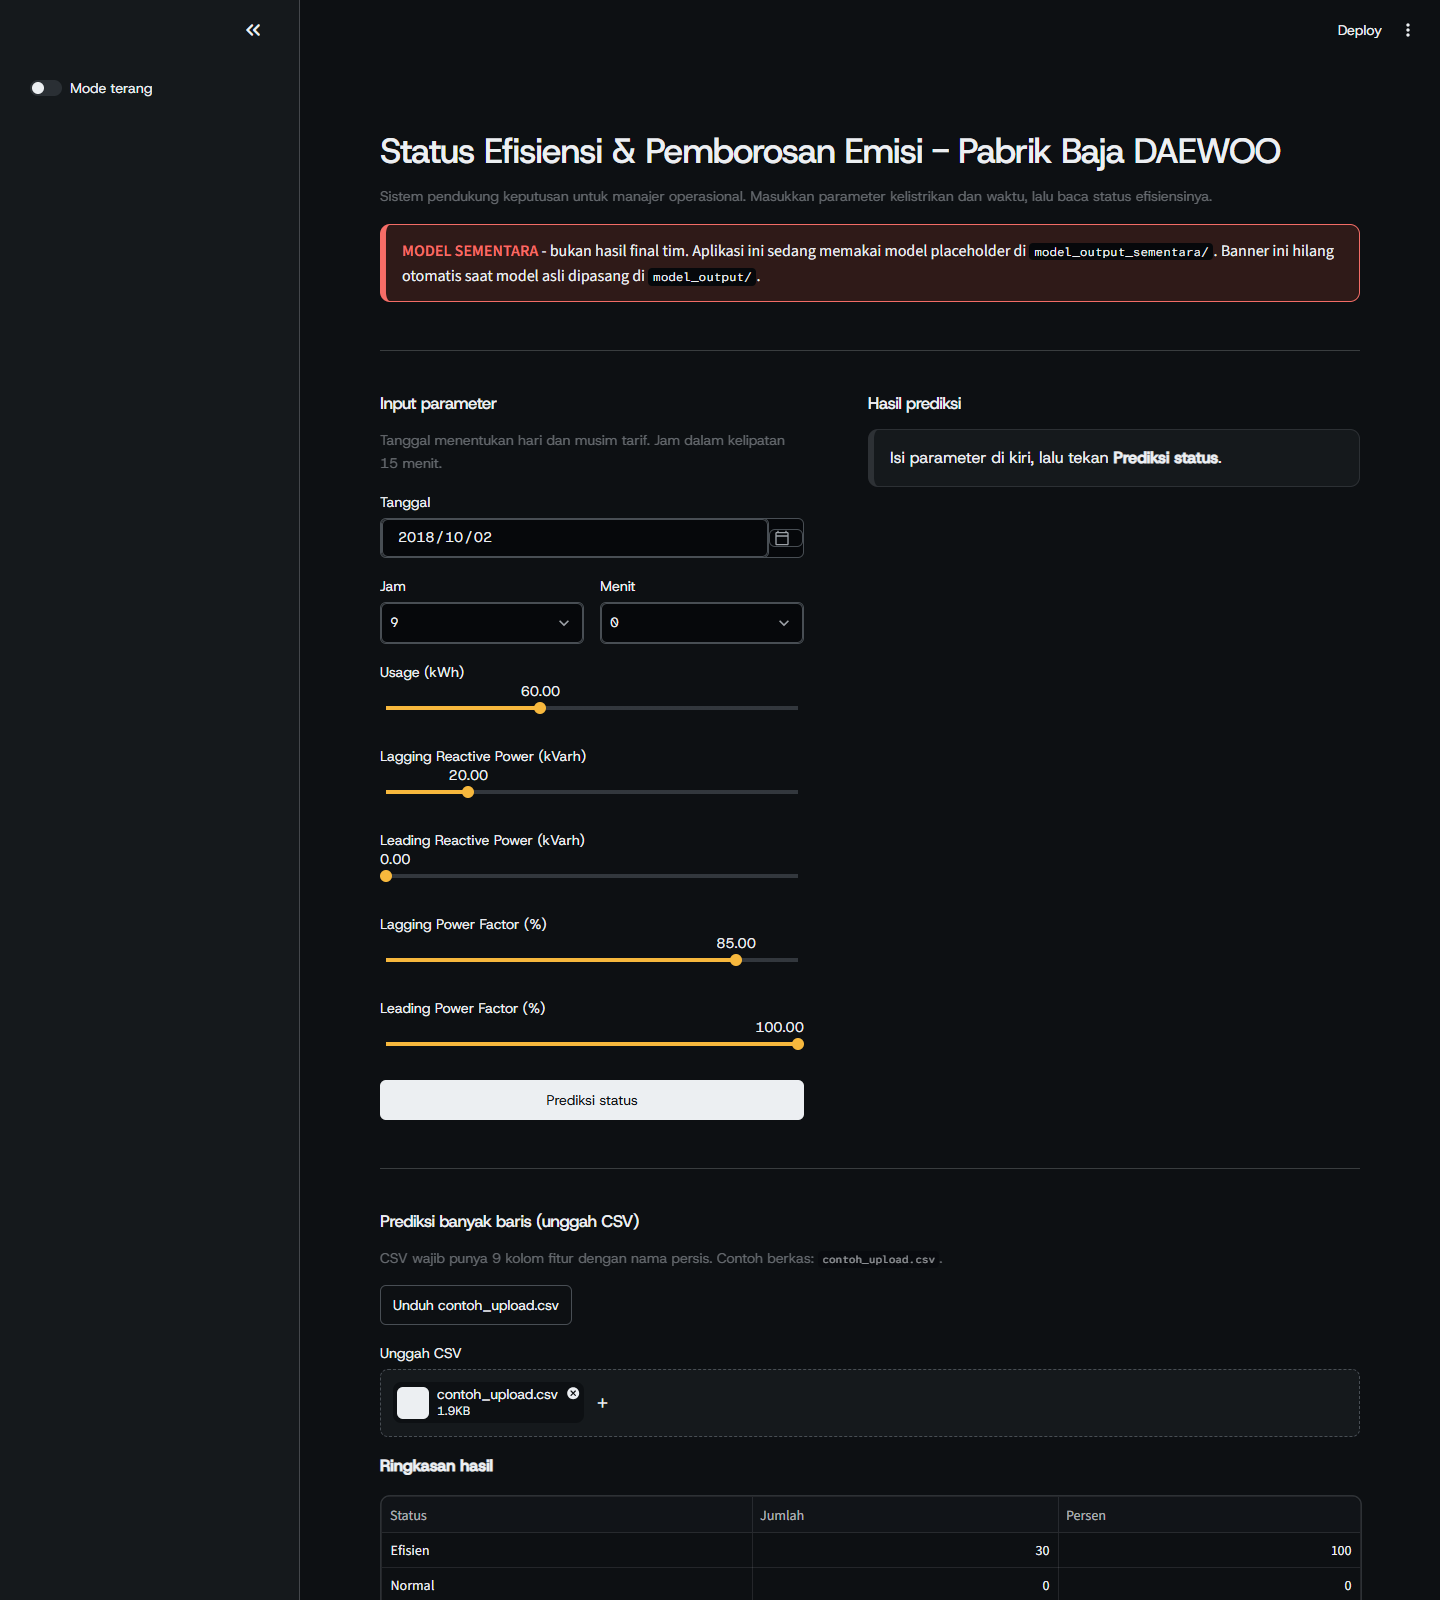 Deploy
Mode terang
Status Efisiensi & Pemborosan Emisi – Pabrik Baja DAEWOO
Sistem pendukung keputusan untuk manajer operasional. Masukkan parameter kelistrikan dan waktu, lalu baca status efisiensinya.
MODEL SEMENTARA - bukan hasil final tim. Aplikasi ini sedang memakai model placeholder di model_output_sementara/. Banner ini hilang
otomatis saat model asli dipasang di model_output/.
Input parameter
Tanggal menentukan hari dan musim tarif. Jam dalam kelipatan
15 menit.
Tanggal
2018/10/02
Jam
Menit
9
0
Usage (kWh)
60.00
Lagging Reactive Power (kVarh)
20.00
Leading Reactive Power (kVarh)
0.00
Lagging Power Factor (%)
85.00
Leading Power Factor (%)
100.00
Prediksi status
Hasil prediksi
Isi parameter di kiri, lalu tekan Prediksi status.
Prediksi banyak baris (unggah CSV)
CSV wajib punya 9 kolom fitur dengan nama persis. Contoh berkas: contoh_upload.csv.
Unduh contoh_upload.csv
Unggah CSV
contoh_upload.csv
1.9KB
Ringkasan hasil
Status Jumlah Persen
Efisien 30 100
Normal 0 0